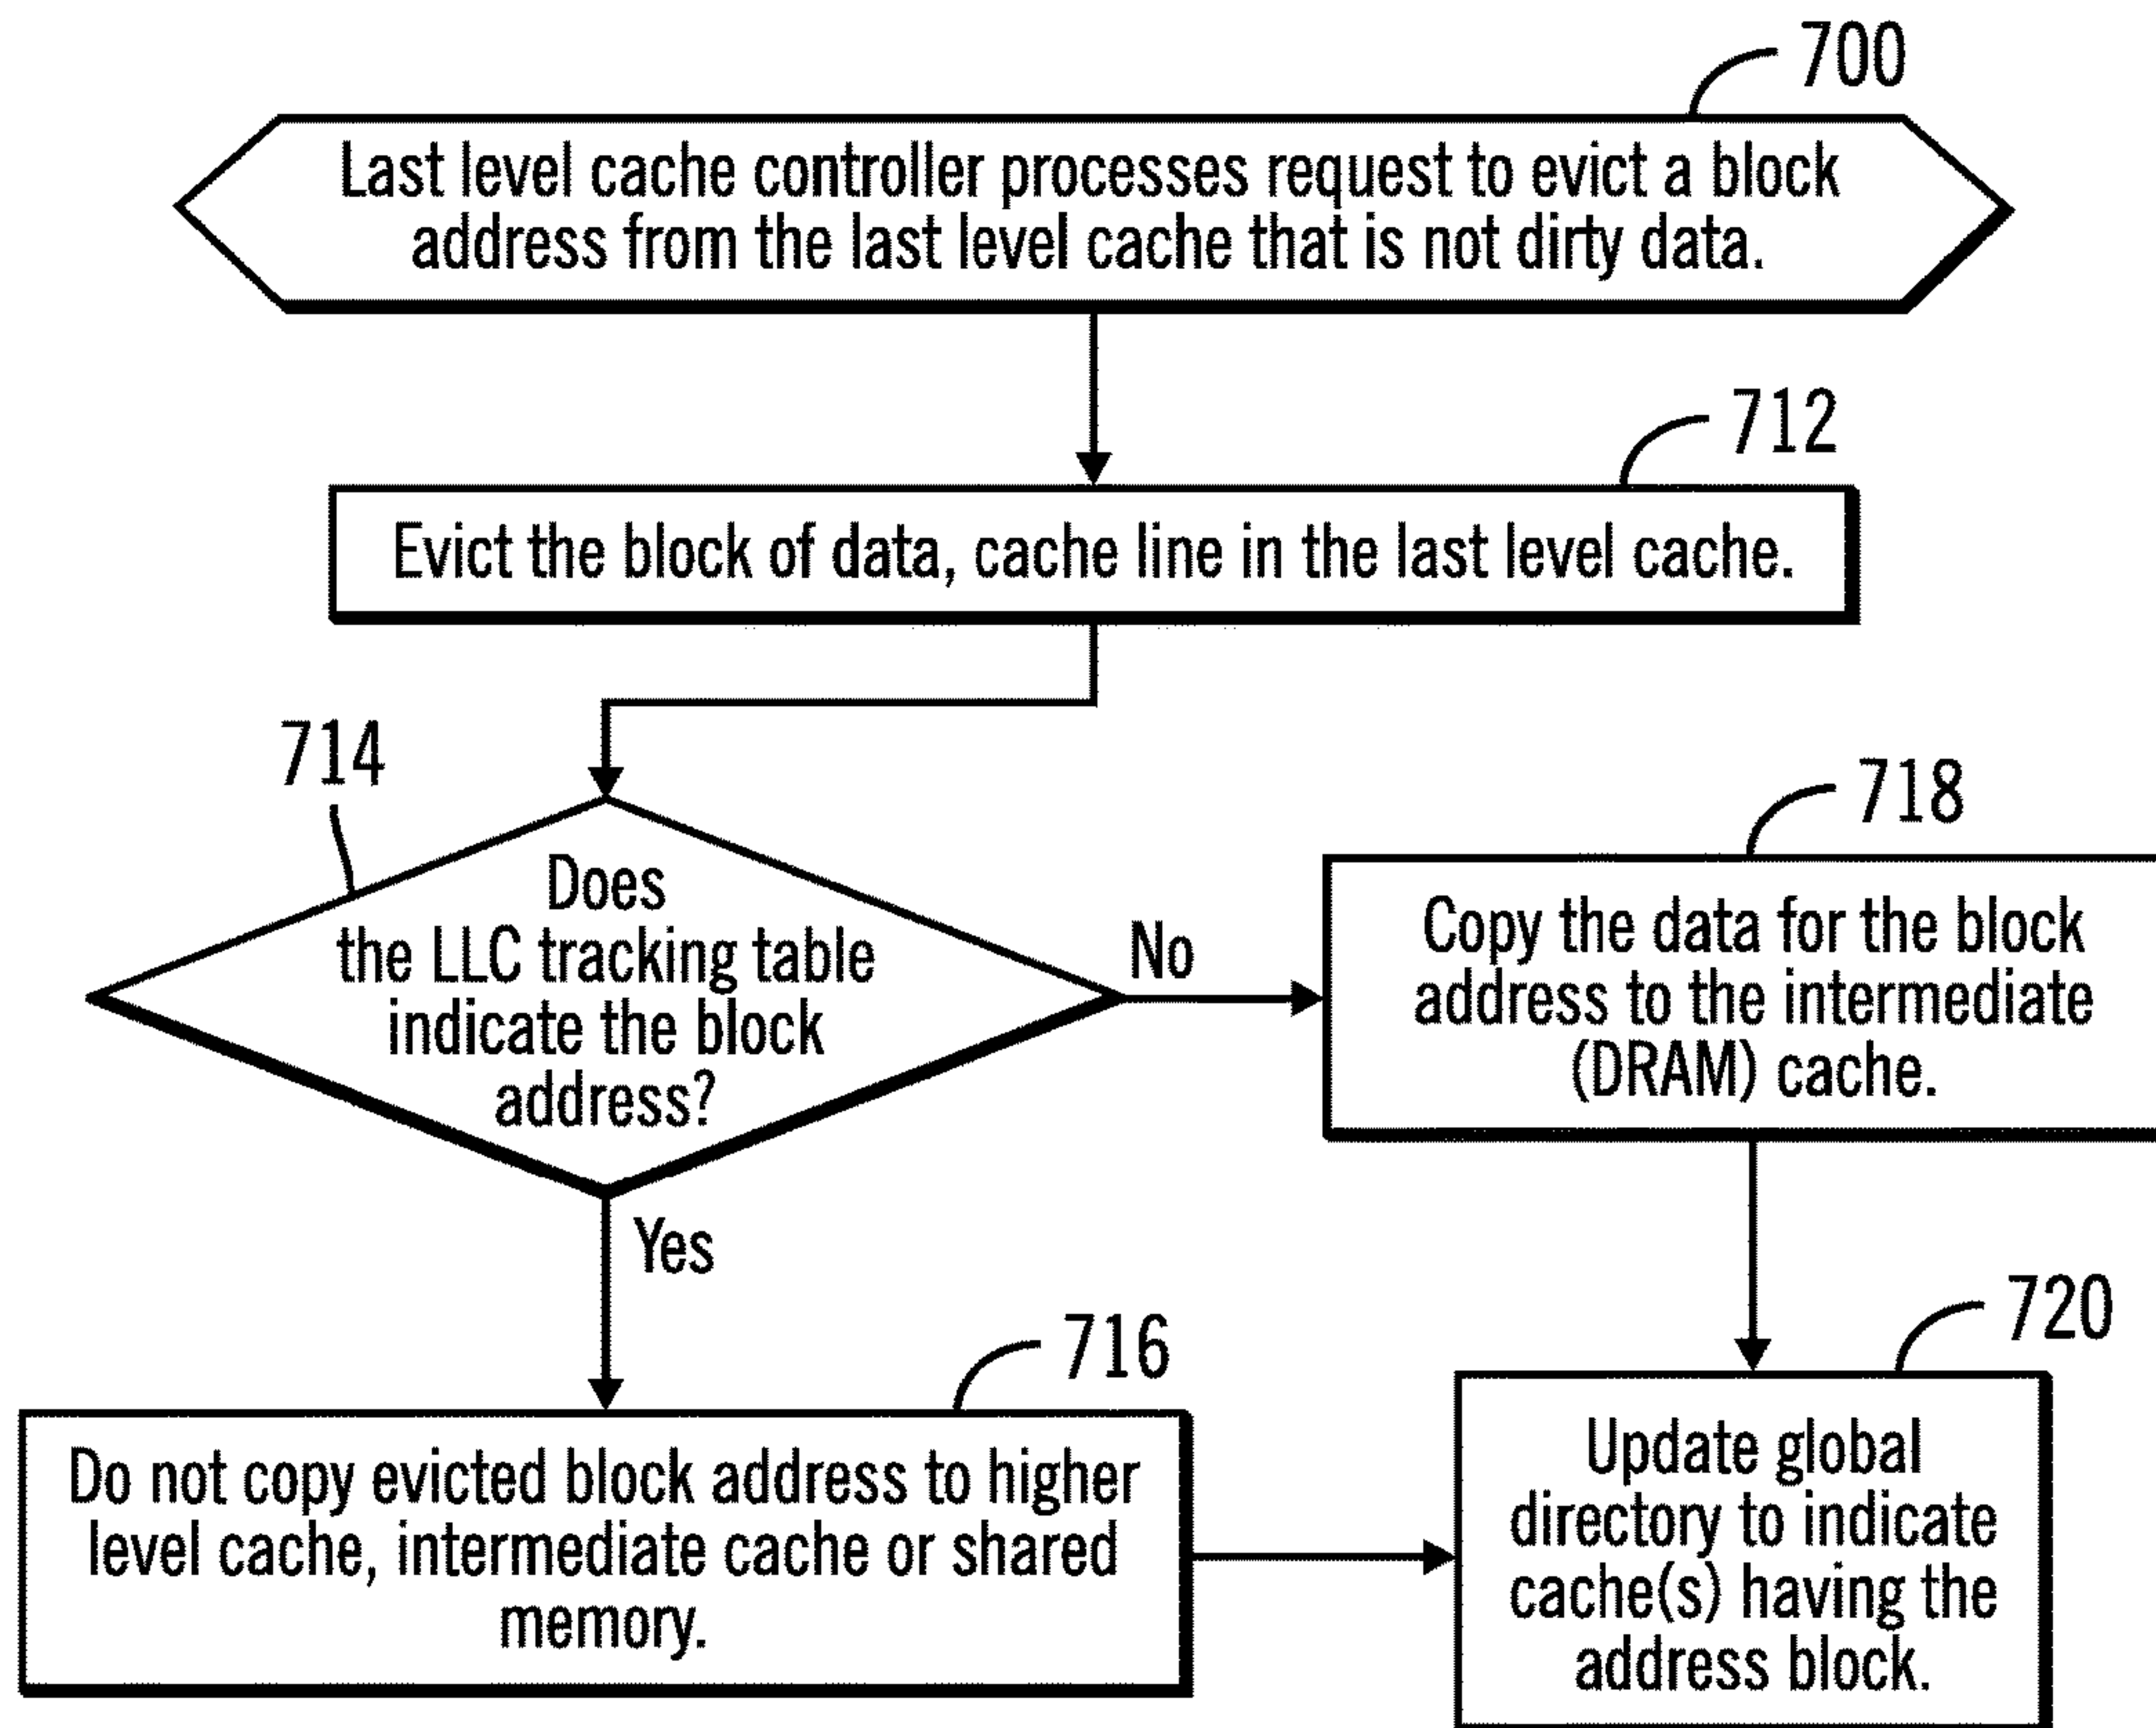 700
Last level cache controller processes request to evict a block
address from the last level cache that is not dirty data.
712
Evict the block of data, cache line in the last level cache.
714
Does
the LLC tracking table
indicate the block
address?
No
718
Copy the data for the block
address to the intermediate
(DRAM) cache.
Yes
716
Do not copy evicted block address to higher
level cache, intermediate cache or shared
memory.
720
Update global
directory to indicate
cache(s) having the
address block.